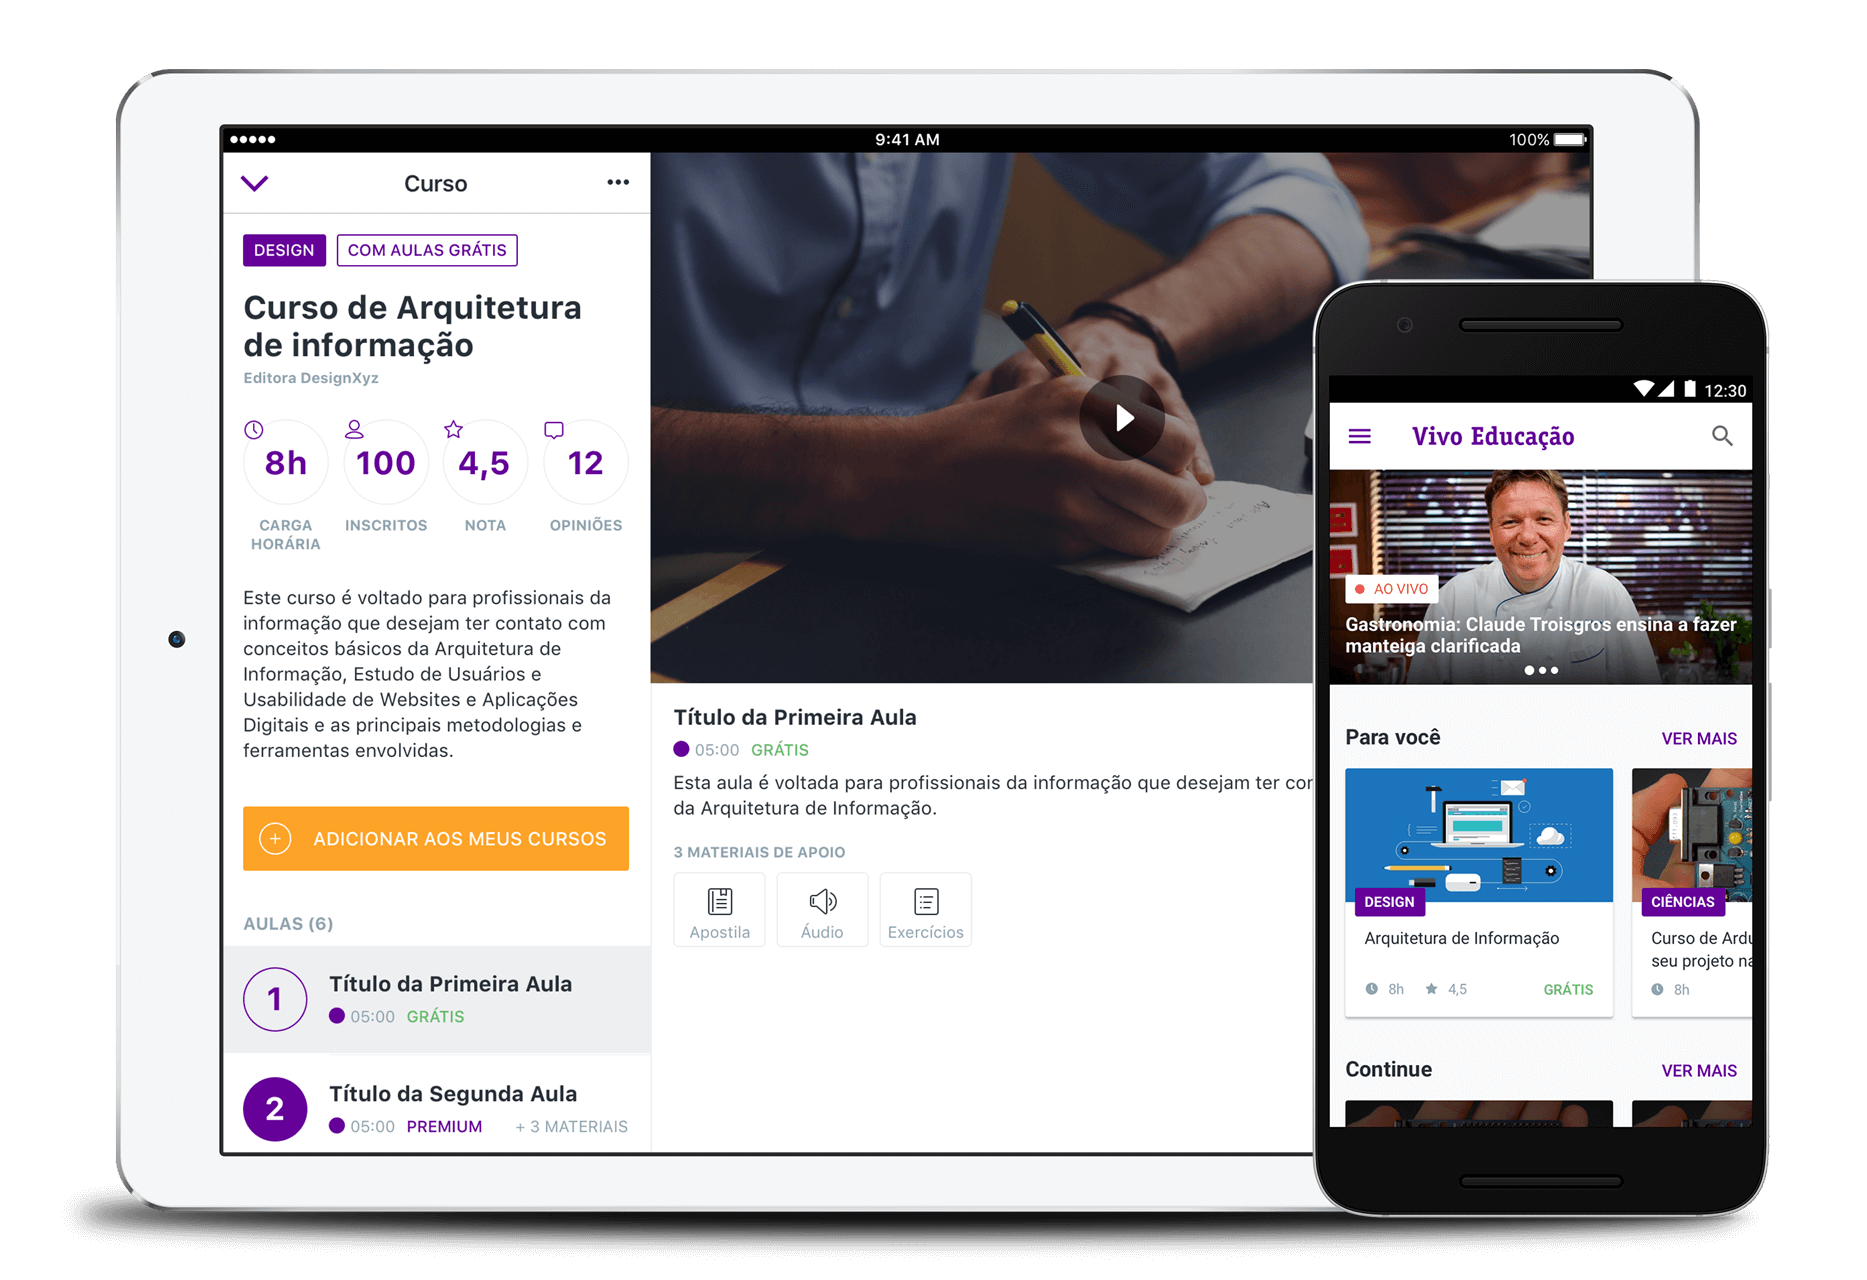 9:41 AM
100%
Curso
DESIGN
COM AULAS GRÁTIS
Curso de Arquitetura
de informação
Editora DesignXyz
8h
100
4,5
12
CARGA
HORÁRIA
INSCRITOS
NOTA
OPINIÕES
Este curso é voltado para profissionais da
informação que desejam ter contato com
conceitos básicos da Arquitetura de
Informação, Estudo de Usuários e
Usabilidade de Websites e Aplicações
Digitais e as principais metodologias e
ferramentas envolvidas.
ADICIONAR AOS MEUS CURSOS
AULAS (6)
1
Título da Primeira Aula
05:00 GRÁTIS
2
Título da Segunda Aula
05:00 PREMIUM + 3 MATERIAIS
Título da Primeira Aula
05:00 GRÁTIS
Esta aula é voltada para profissionais da informação que desejam ter cor
da Arquitetura de Informação.
3 MATERIAIS DE APOIO
Apostila
Áudio
Exercícios
12:30
Vivo Educação
AO VIVO
Gastronomia: Claude Troisgros ensina a fazer
manteiga clarificada
Para você
VER MAIS
DESIGN
Arquitetura de Informação
8h 4,5 GRÁTIS
CIÊNCIAS
Curso de Ardu
seu projeto na
8h
Continue
VER MAIS